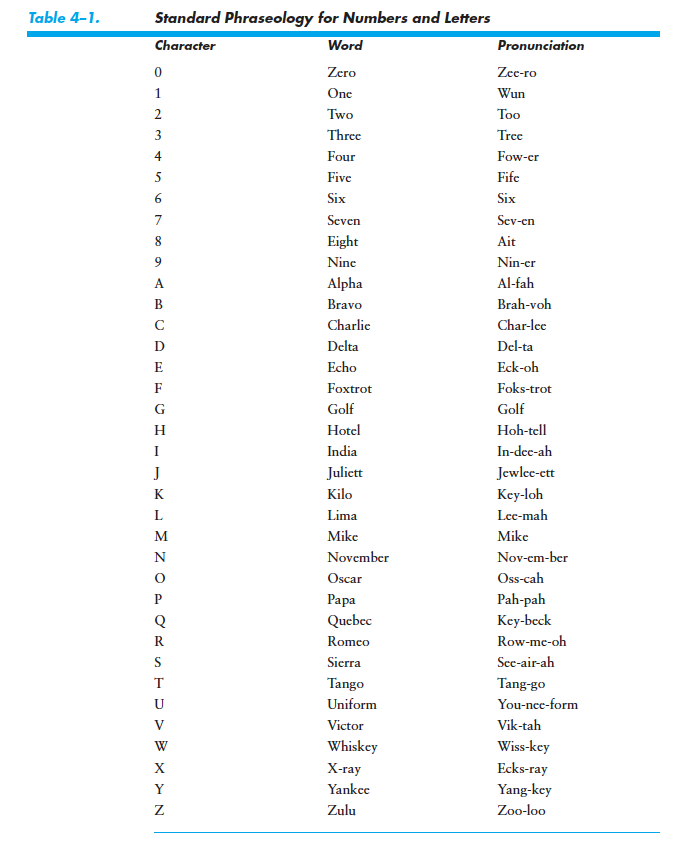 Table 4–1. Standard Phraseology for Numbers and Letters
Character Word Pronunciation
0 Zero Zee-ro
1 One Wun
2 Two Too
3 Three Tree
4 Four Fow-er
5 Five Fife
6 Six Six
7 Seven Sev-en
8 Eight Ait
9 Nine Nin-er
A Alpha Al-fah
B Bravo Brah-voh
C Charlie Char-lee
D Delta Del-ta
E Echo Eck-oh
F Foxtrot Foks-trot
G Golf Golf
H Hotel Hoh-tell
I India In-dee-ah
J Juliett Jewlee-ett
K Kilo Key-loh
L Lima Lee-mah
M Mike Mike
N November Nov-em-ber
O Oscar Oss-cah
P Papa Pah-pah
Q Quebec Key-beck
R Romeo Row-me-oh
S Sierra See-air-ah
T Tango Tang-go
U Uniform You-nee-form
V Victor Vik-tah
W Whiskey Wiss-key
X X-ray Ecks-ray
Y Yankee Yang-key
Z Zulu Zoo-loo